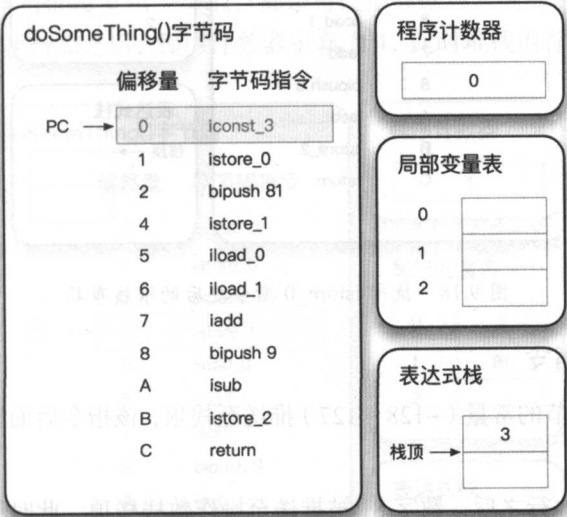 doSomeThing()字节码
偏移量 字节码指令
PC 0 iconst_3
1 istore_0
2 bipush 81
4 istore_1
5 iload_0
6 iload_1
7 iadd
8 bipush 9
A isub
B istore_2
C return
程序计数器
0
局部变量表
0
1
2
表达式栈
3
栈顶